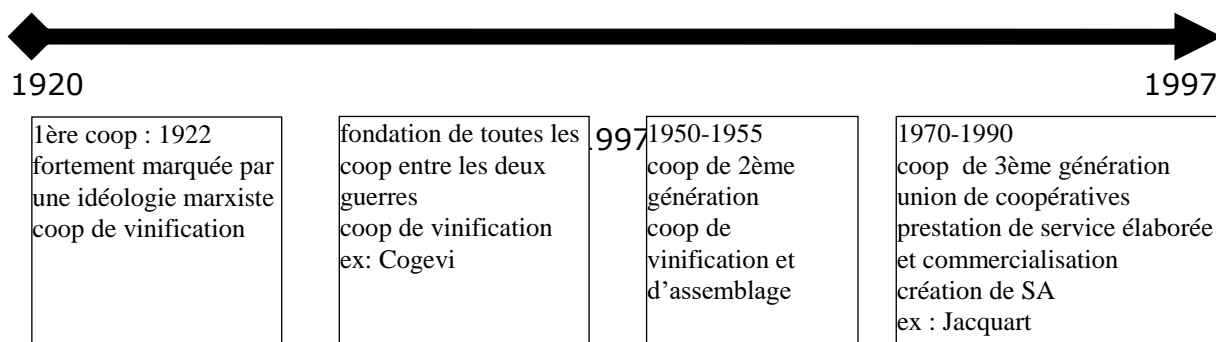 1920
1997
1ère coop : 1922
fortement marquée par
une idéologie marxiste
coop de vinification
fondation de toutes les
coop entre les deux
guerres
coop de vinification
ex: Cogevi
997
1950-1955
coop de 2ème
génération
coop de
vinification et
d’assemblage
1970-1990
coop de 3ème génération
union de coopératives
prestation de service élaborée
et commercialisation
création de SA
ex : Jacquart